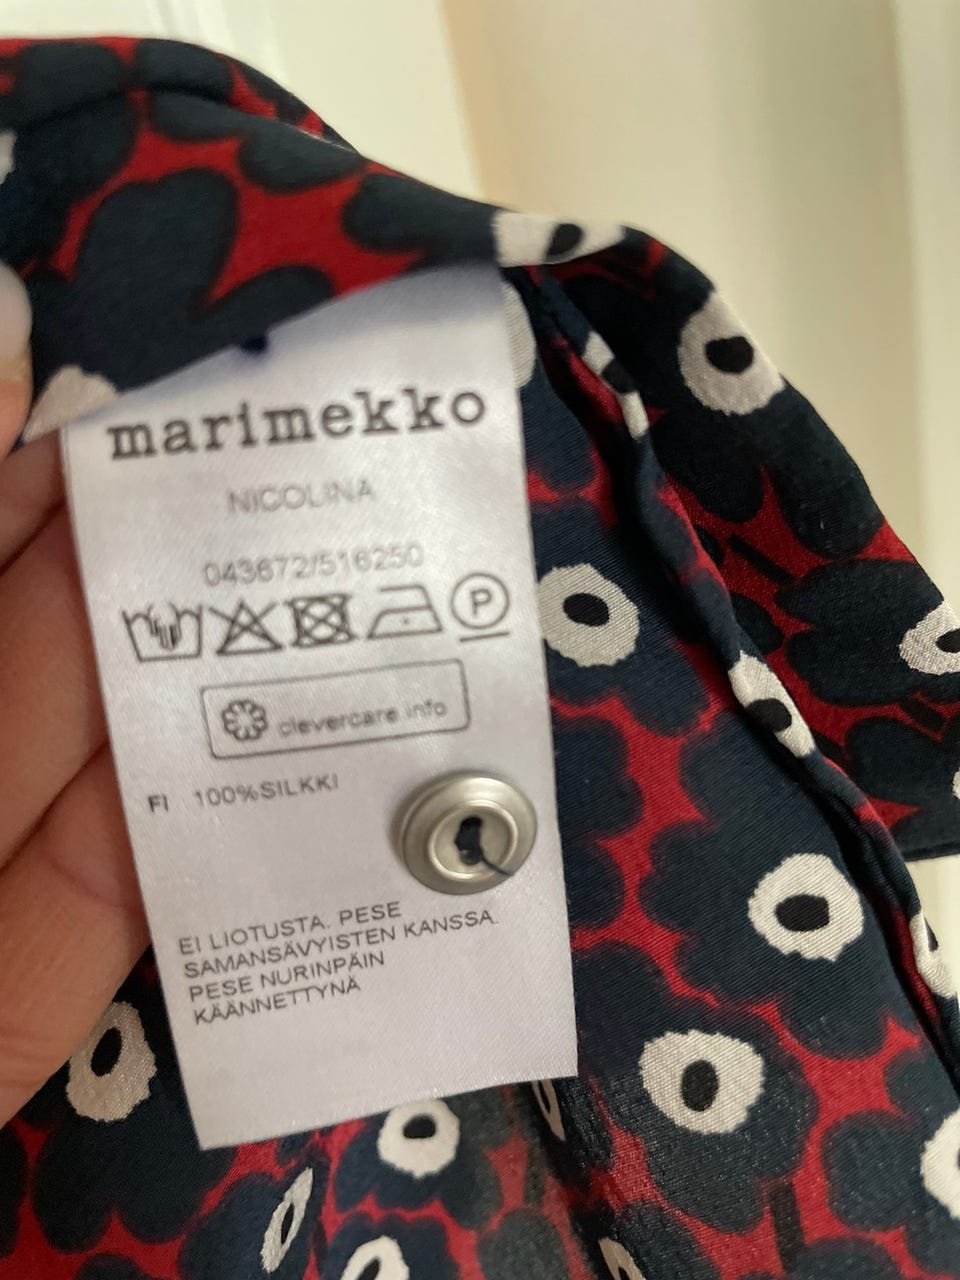 marimekko
NICOLINA
043672/516250
P
clevercare.info
FI 100%SILKKI
EI LIOTUSTA. PESE
SAMANSÄVYISTEN KANSSA.
PESE NURINPÄIN
KÄÄNNETTYNÄ